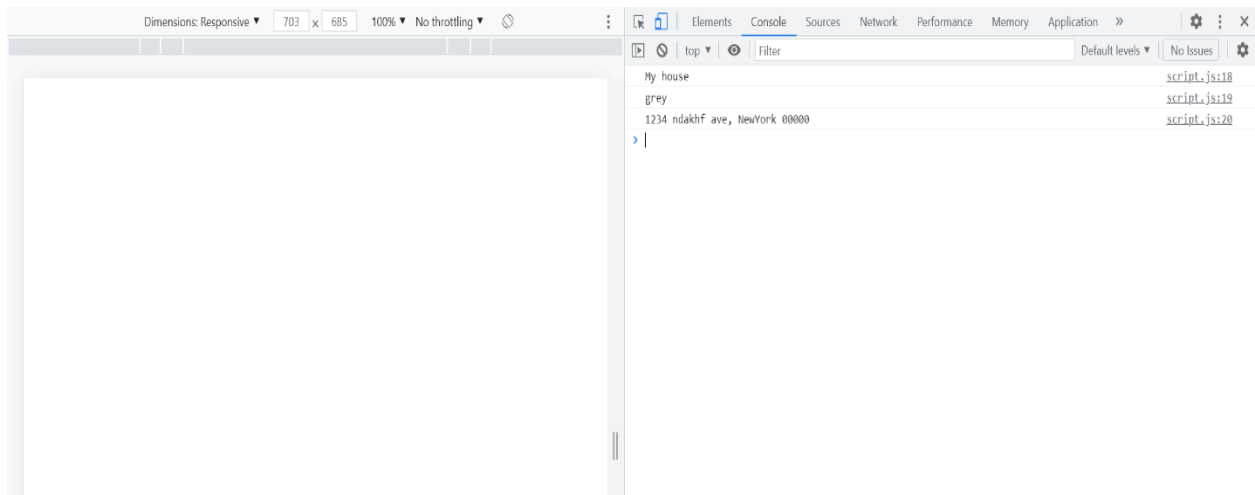 Dimensions: Responsive ▼ 703 x 685 100% ▼ No throttling ▼
Elements Console Sources Network Performance Memory Application »
top ▼ Filter Default levels ▼ No Issues
My house script.js:18
grey script.js:19
1234 ndakhf ave, NewYork 00000 script.js:20